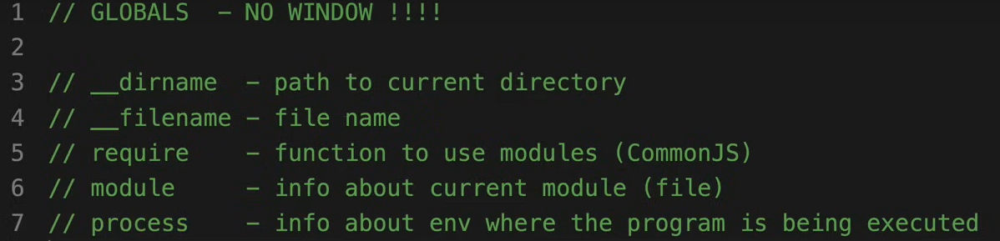 1 // GLOBALS  - NO WINDOW !!!!
2
3 // __dirname  - path to current directory
4 // __filename - file name
5 // require    - function to use modules (CommonJS)
6 // module     - info about current module (file)
7 // process    - info about env where the program is being executed